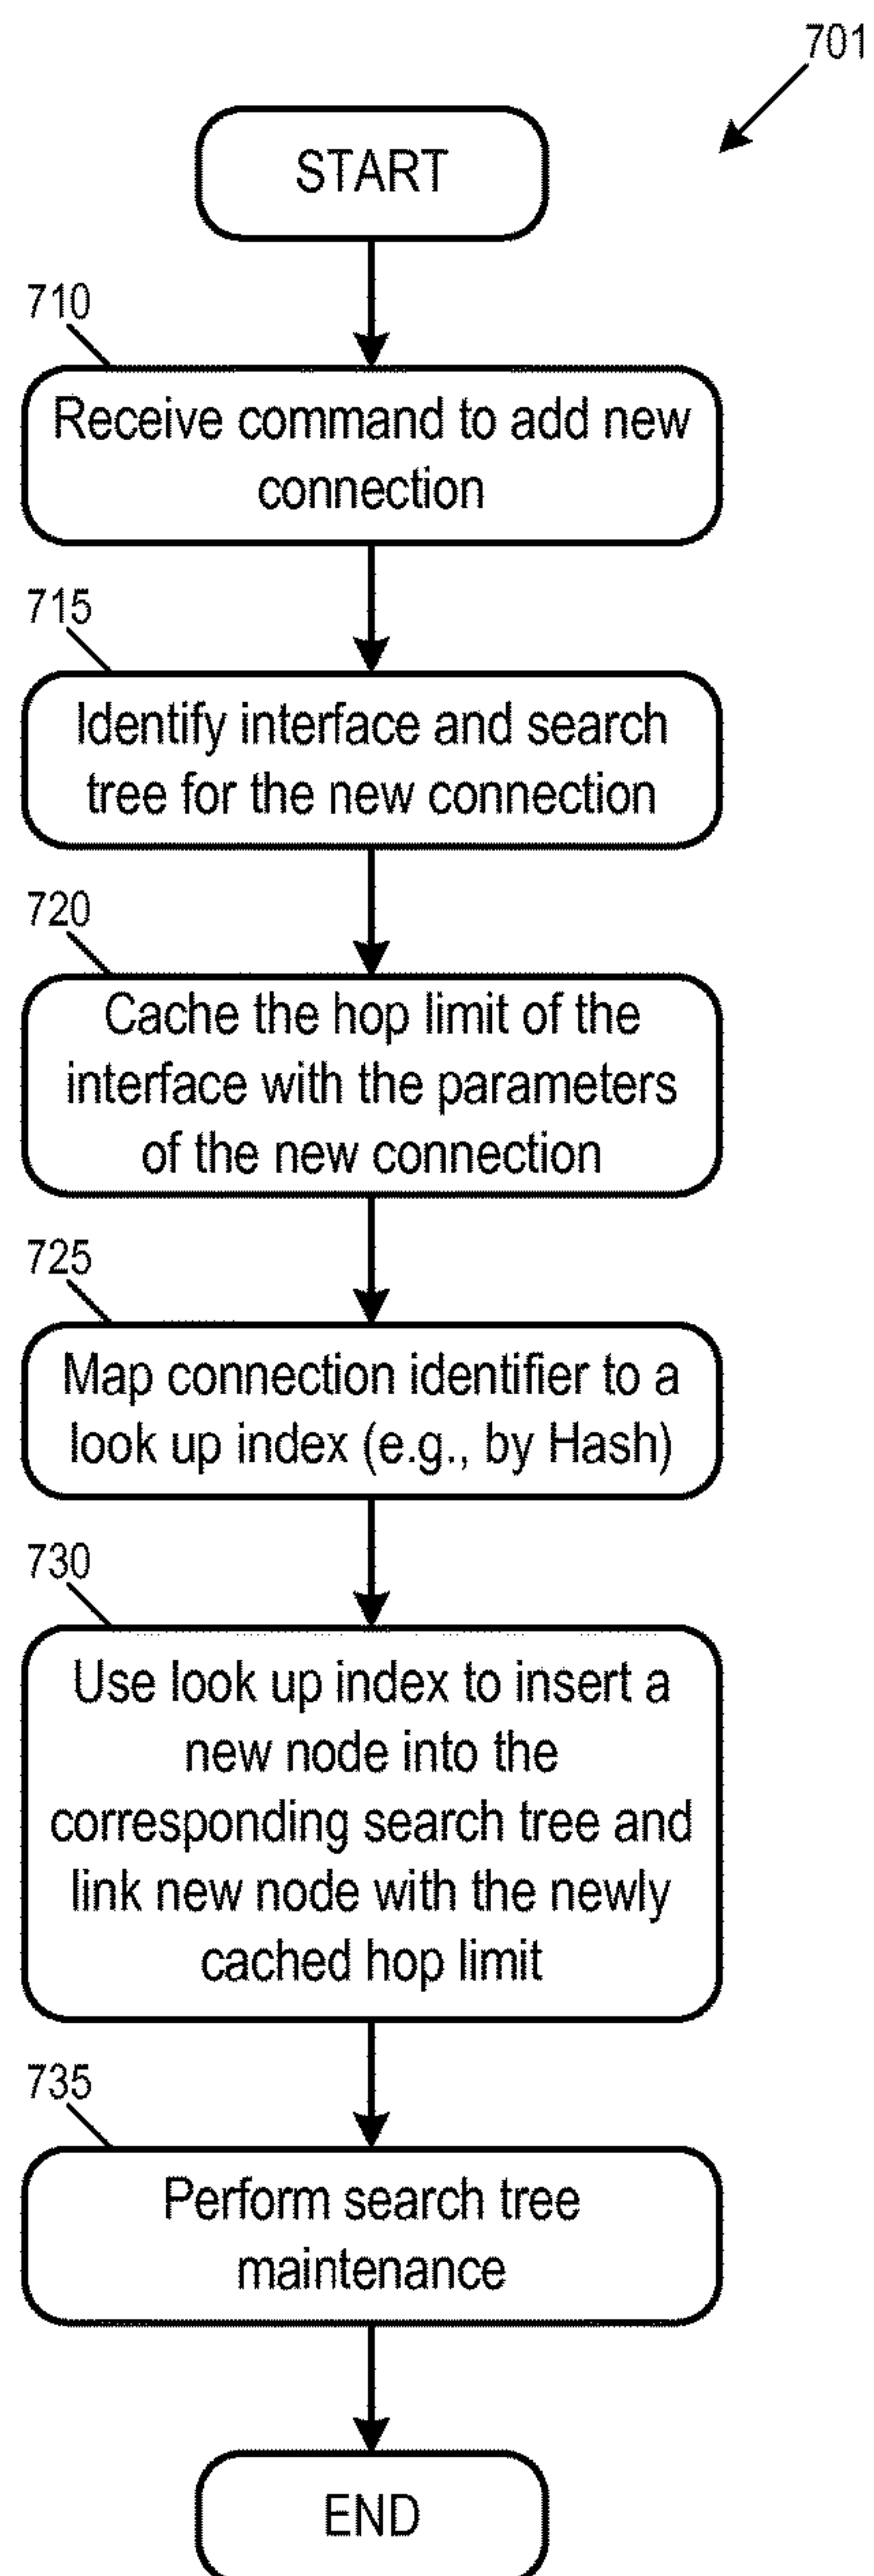 701
START
710
Receive command to add new
connection
715
Identify interface and search
tree for the new connection
720
Cache the hop limit of the
interface with the parameters
of the new connection
725
Map connection identifier to a
look up index (e.g., by Hash)
730
Use look up index to insert a
new node into the
corresponding search tree and
link new node with the newly
cached hop limit
735
Perform search tree
maintenance
END